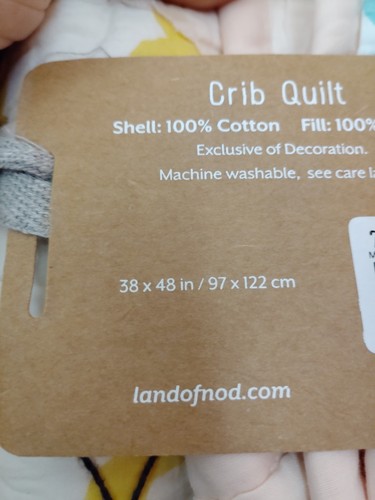 Crib Quilt
Shell: 100% Cotton Fill: 100%
Exclusive of Decoration.
Machine washable, see care
38 x 48 in / 97 x 122 cm
landofnod.com